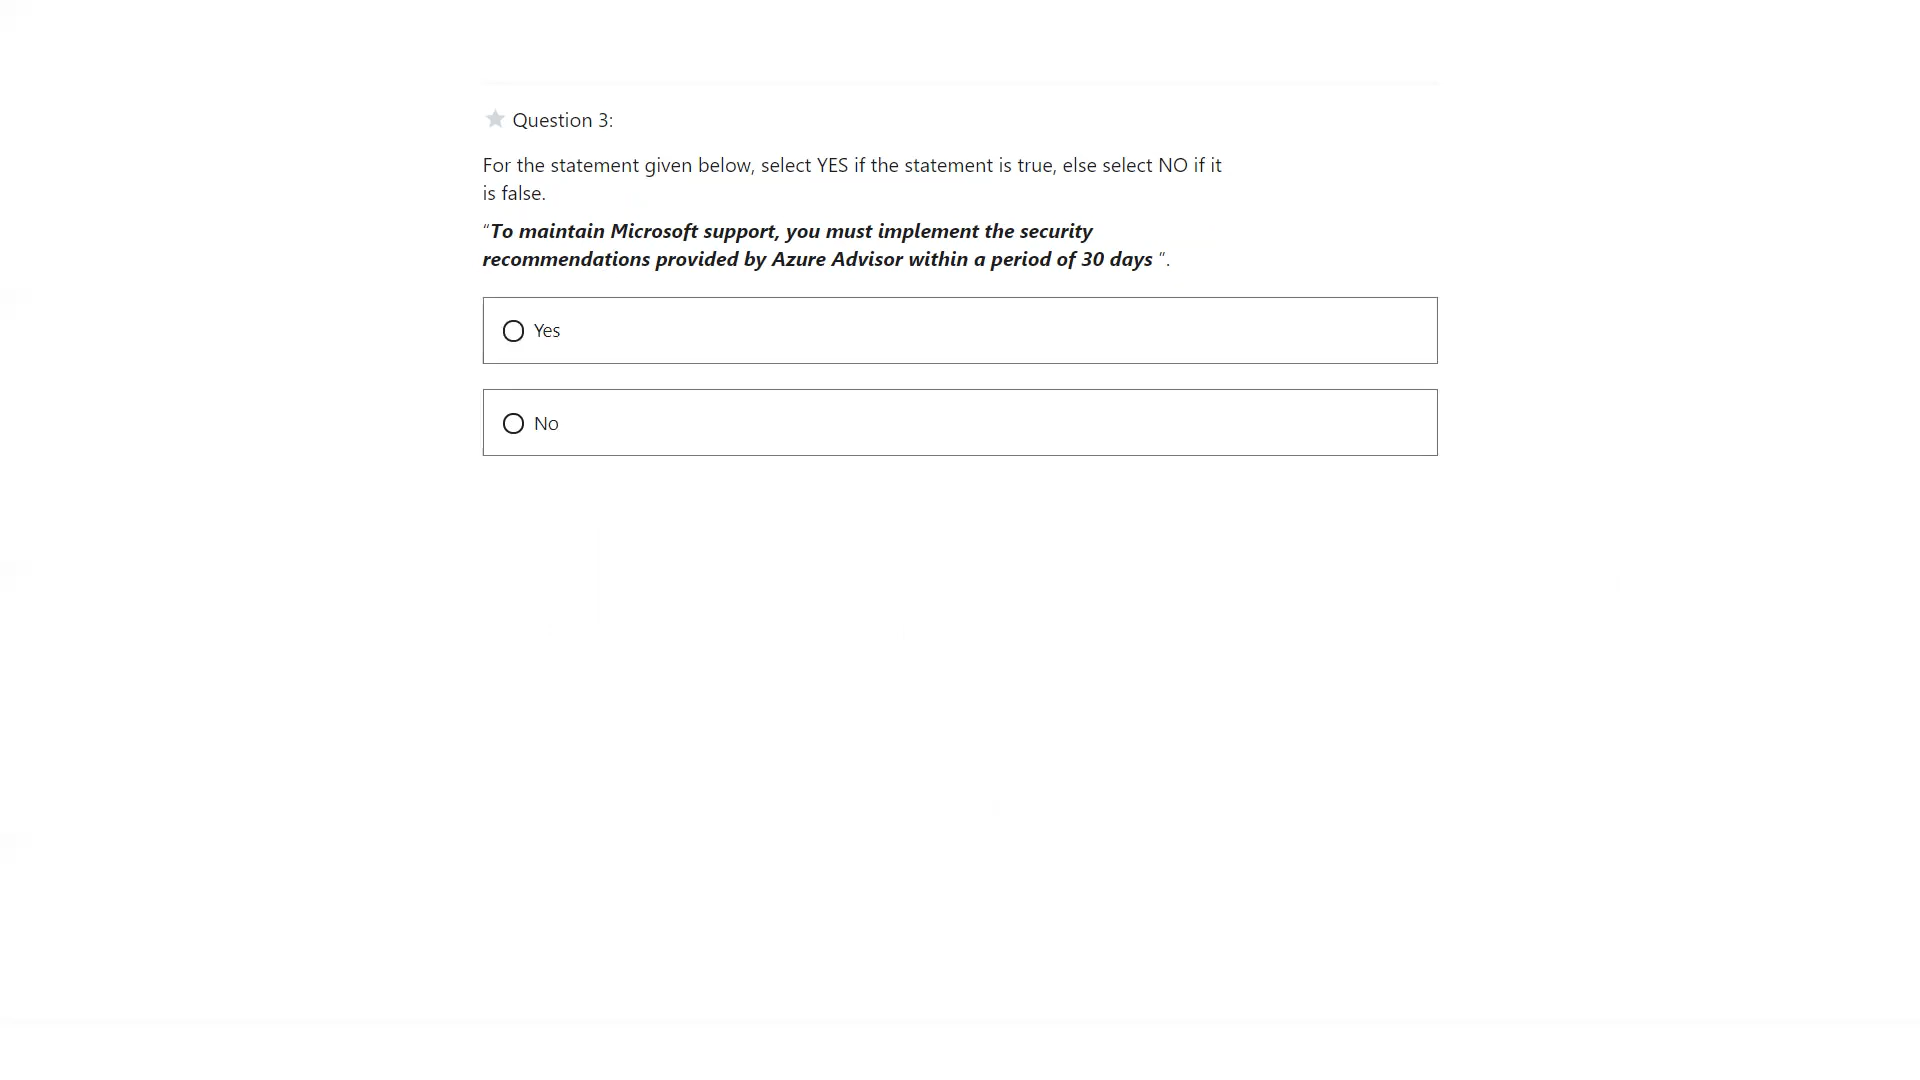 Question 3:
For the statement given below, select YES if the statement is true, else select NO if it
is false.
“To maintain Microsoft support, you must implement the security
recommendations provided by Azure Advisor within a period of 30 days ”.
Yes
No